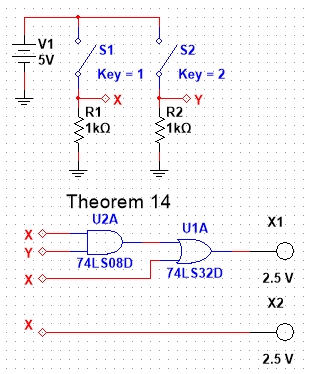 V1
5V
S1
Key = 1
S2
Key = 2
X
Y
R1
1kΩ
R2
1kΩ
Theorem 14
U2A
U1A
X1
X
Y
74LS08D
74LS32D
X
2.5 V
X2
X
2.5 V